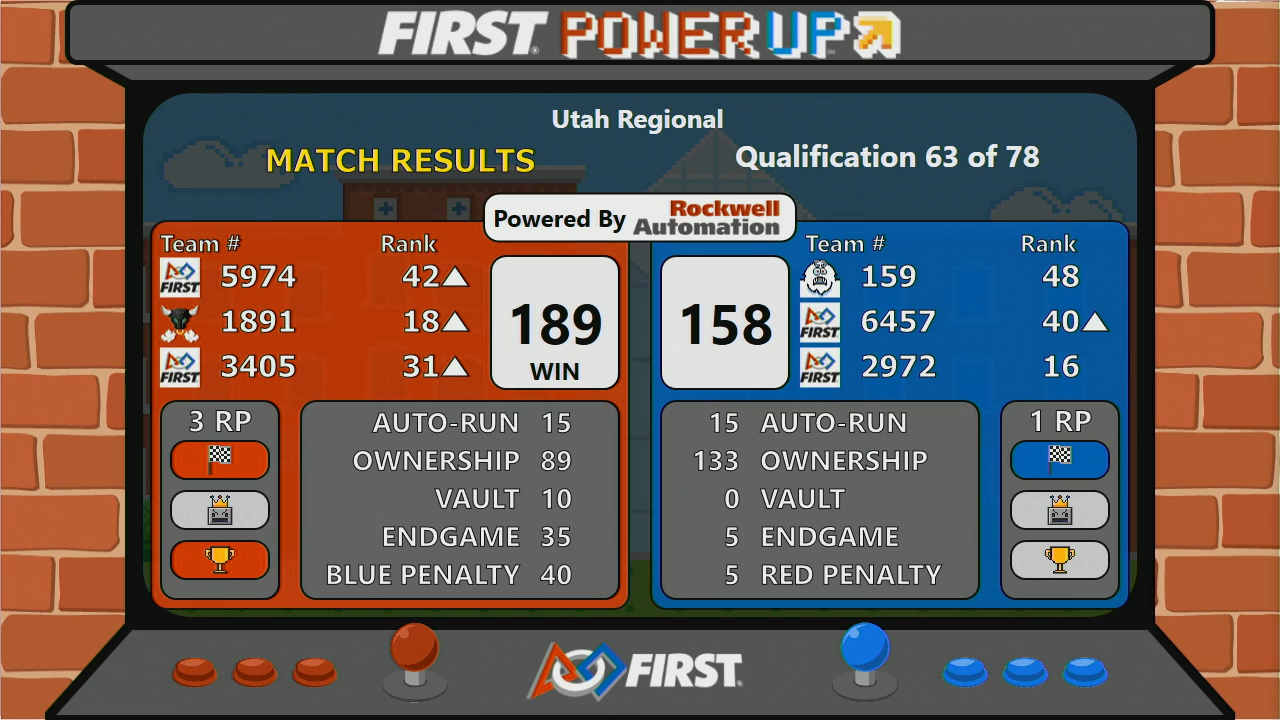 FIRST POWER UP
Utah Regional
MATCH RESULTS
Qualification 63 of 78
Powered By Rockwell Automation
Team # Rank
5974 42
1891 18
3405 31
189
WIN
158
Team # Rank
159 48
6457 40
2972 16
3 RP
AUTO-RUN 15
OWNERSHIP 89
VAULT 10
ENDGAME 35
BLUE PENALTY 40
15 AUTO-RUN
133 OWNERSHIP
0 VAULT
5 ENDGAME
5 RED PENALTY
1 RP
FIRST